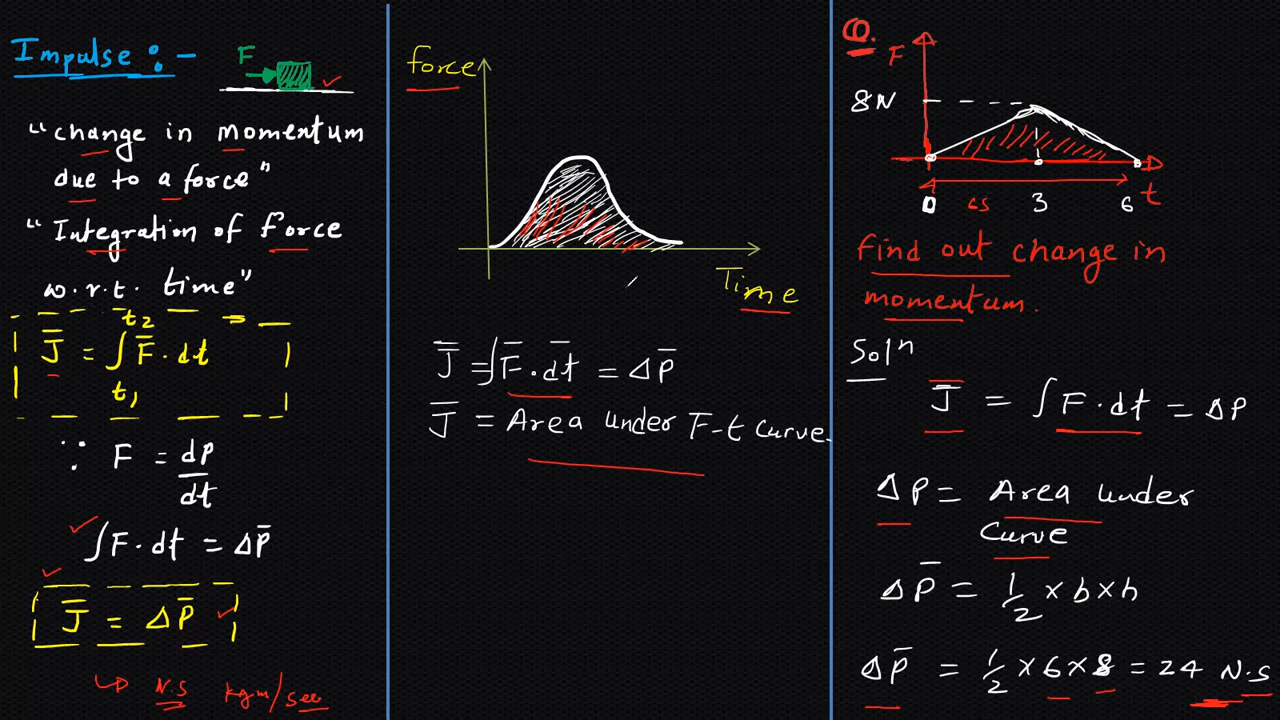 Impulse :-
F
"change in momentum
due to a force"
"Integration of force
w.r.t. time"
J̅ = ∫_{t₁}^{t₂} F̅ · dt
∵ F = dP/dt
∫F · dt = ΔP̅
J̅ = ΔP̅
↳ N.S kgm/sec
force
Time
J̅ = ∫F̅ · dt̅ = ΔP̅
J̅ = Area under F-t curve.
Q.
F
8N
0 6s 3 6 t
Find out change in
momentum.
Solⁿ
J̅ = ∫F · dt = ΔP
ΔP = Area under
Curve
ΔP̅ = 1/2 × b × h
ΔP̅ = 1/2 × 6 × 8 = 24 N.S